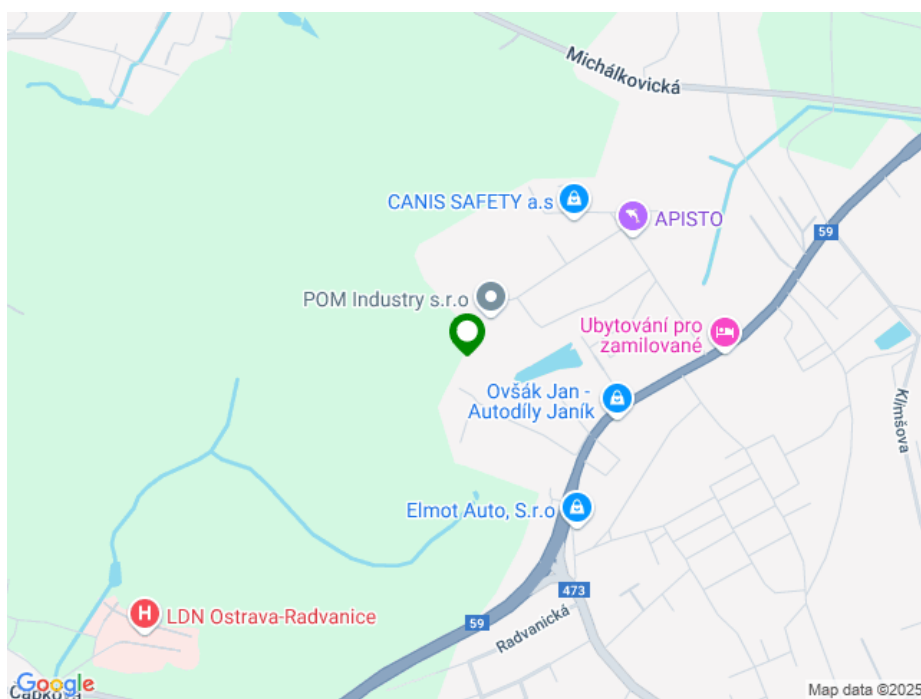 Michálkovická
CANIS SAFETY a.s
APISTO
59
POM Industry s.r.o
Ubytování pro
zamilované
Ovšák Jan -
Autodíly Janík
Klimšova
Elmot Auto, S.r.o
473
H
LDN Ostrava-Radvanice
59
Radvanická
Google
Map data ©2025